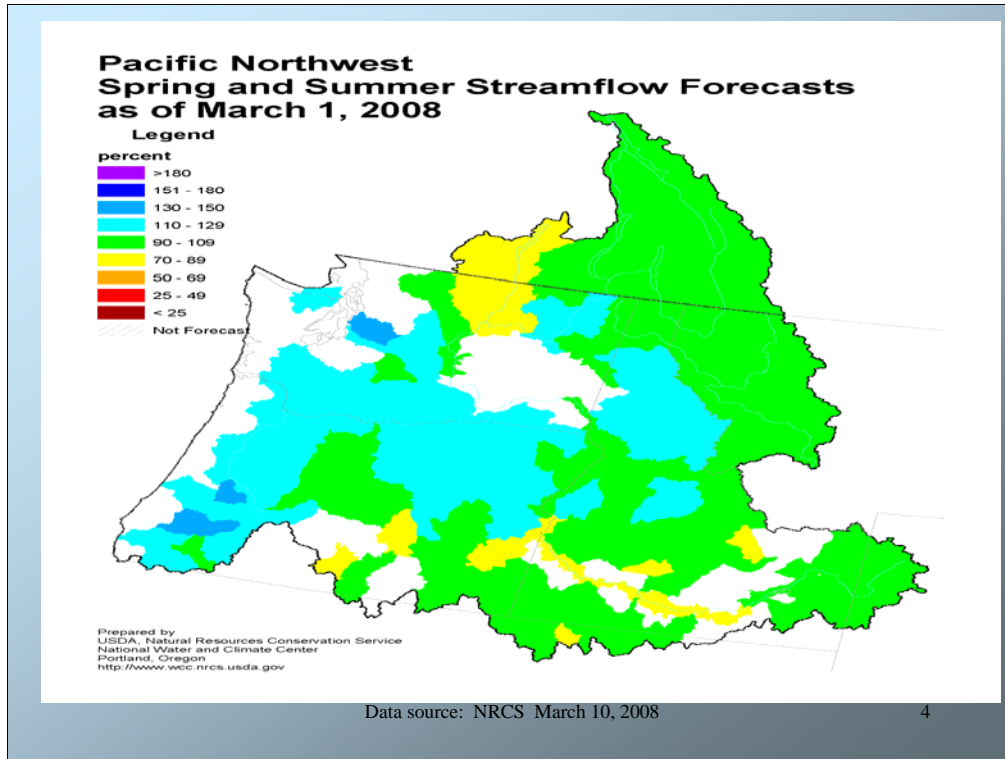 Pacific Northwest
Spring and Summer Streamflow Forecasts
as of March 1, 2008
Legend
percent
>180
151 - 180
130 - 150
110 - 129
90 - 109
70 - 89
50 - 69
25 - 49
< 25
Not Forecast
Prepared by
USDA, Natural Resources Conservation Service
National Water and Climate Center
Portland, Oregon
http://www.wcc.nrcs.usda.gov
Data source: NRCS March 10, 2008
4